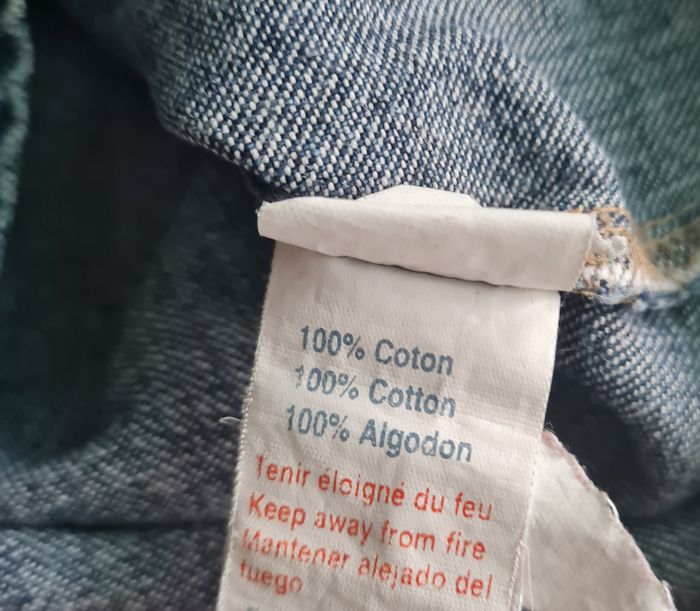 100% Coton
100% Cotton
100% Algodon
Tenir éloigné du feu
Keep away from fire
Mantener alejado del
fuego